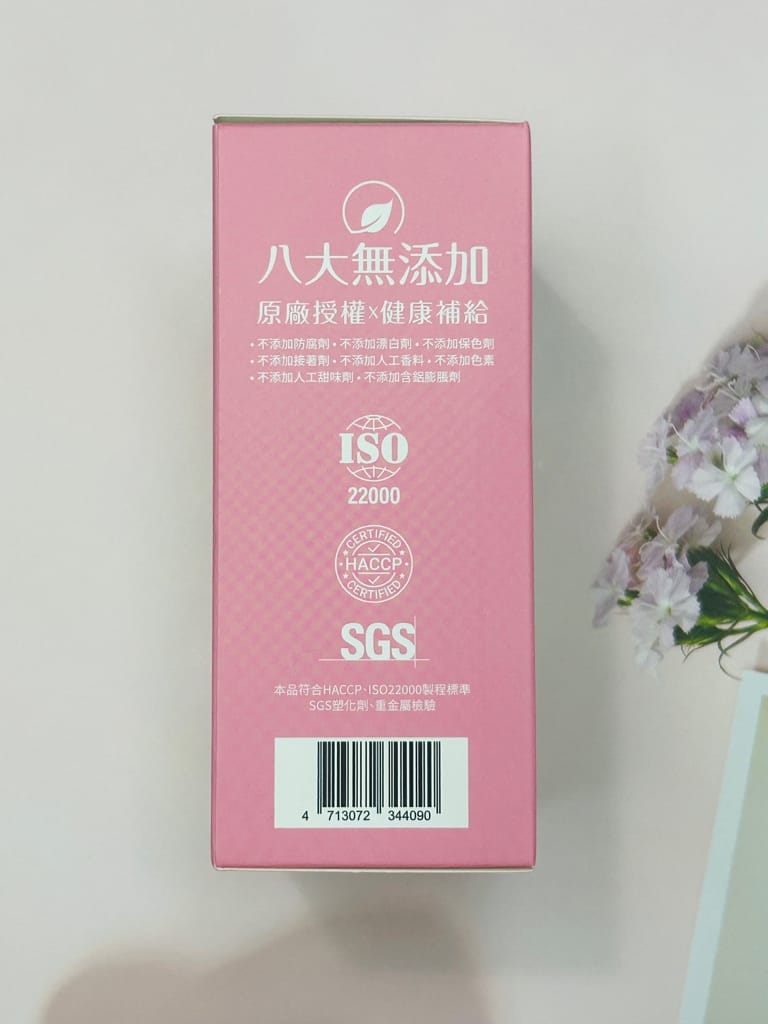 八大無添加
原廠授權x健康補給
•不添加防腐劑•不添加漂白劑•不添加保色劑
•不添加接著劑•不添加人工香料•不添加色素
•不添加人工甜味劑•不添加含鋁膨脹劑
ISO
22000
CERTIFIED
HACCP
CERTIFIED
SGS
本品符合HACCP、ISO22000製程標準
SGS塑化劑、重金屬檢驗
4 713072 344090